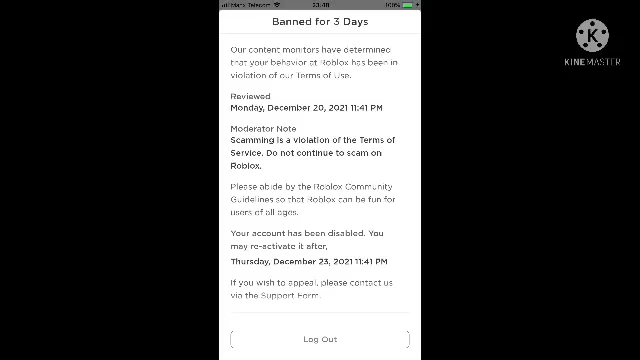 Manx Telecom 23:48 100%
Banned for 3 Days
K
KINEMASTER
Our content monitors have determined
that your behavior at Roblox has been in
violation of our Terms of Use.
Reviewed
Monday, December 20, 2021 11:41 PM
Moderator Note
Scamming is a violation of the Terms of
Service. Do not continue to scam on
Roblox.
Please abide by the Roblox Community
Guidelines so that Roblox can be fun for
users of all ages.
Your account has been disabled. You
may re-activate it after,
Thursday, December 23, 2021 11:41 PM
If you wish to appeal, please contact us
via the Support Form.
Log Out